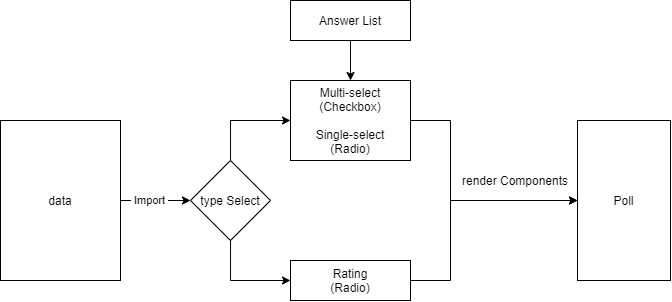 Answer List
Multi-select
(Checkbox)
Single-select
(Radio)
render Components
data
Import
type Select
Poll
Rating
(Radio)